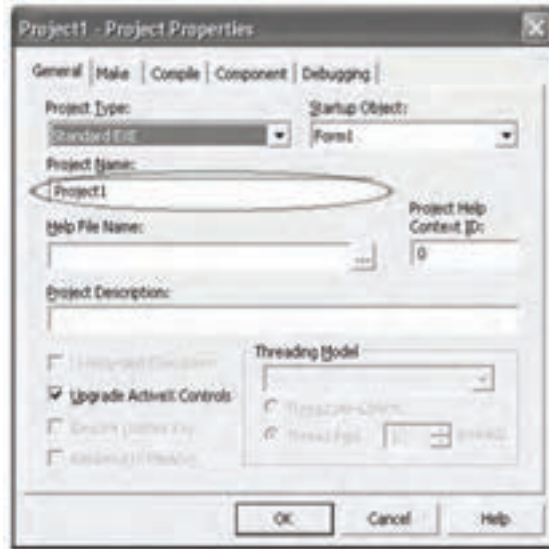 Project1 - Project Properties
General Make Compile Component Debugging
Project Type:
Standard EXE
Startup Object:
Form1
Project Name:
Project1
Project Help
Context ID:
Help File Name:
...
0
Project Description:
Threading Model
Upgrade ActiveX Controls
OK Cancel Help